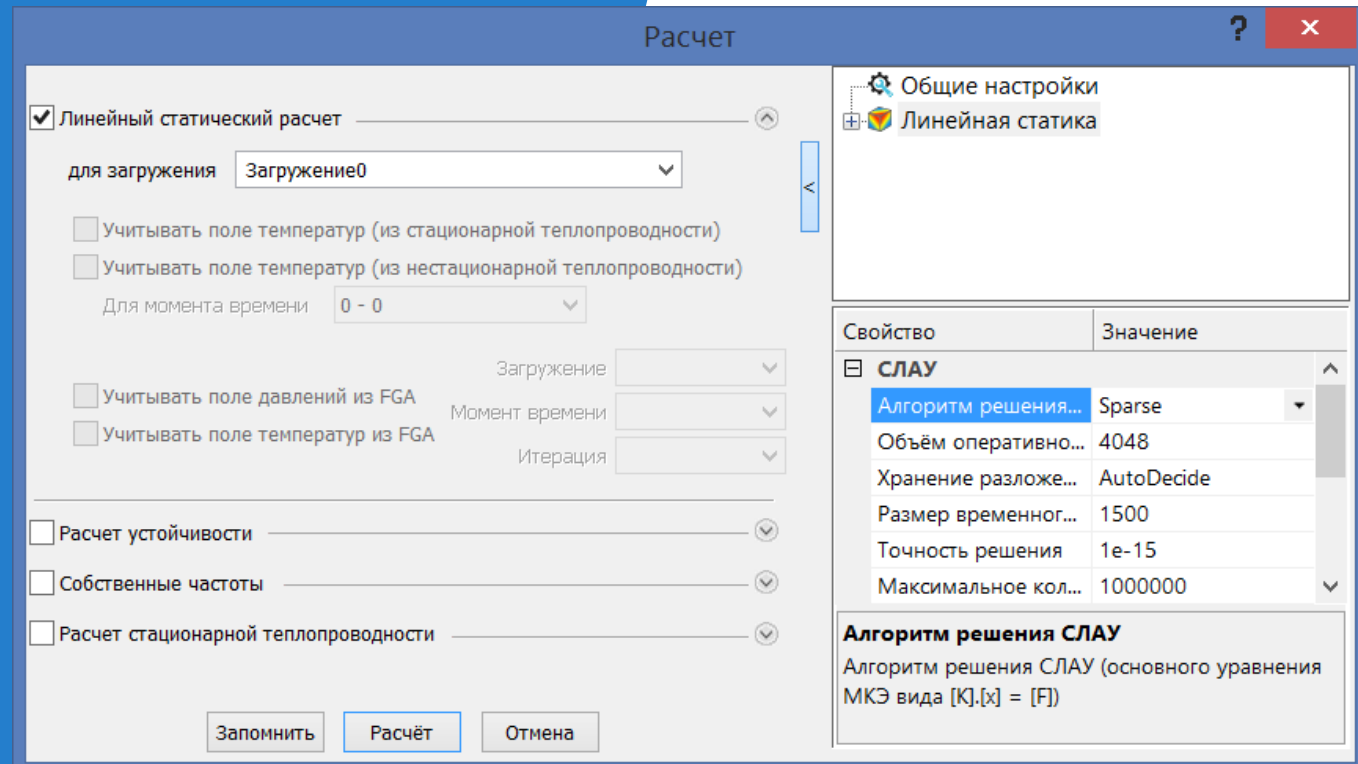 Расчет
?
Линейный статический расчет
для загружения Загружение0
Учитывать поле температур (из стационарной теплопроводности)
Учитывать поле температур (из нестационарной теплопроводности)
Для момента времени 0 - 0
Загружение
Учитывать поле давлений из FGA
Момент времени
Учитывать поле температур из FGA
Итерация
Расчет устойчивости
Собственные частоты
Расчет стационарной теплопроводности
Запомнить Расчёт Отмена
<
Общие настройки
Линейная статика
Свойство Значение
СЛАУ
Алгоритм решения... Sparse
Объём оперативно... 4048
Хранение разложе... AutoDecide
Размер временног... 1500
Точность решения 1e-15
Максимальное кол... 1000000
Алгоритм решения СЛАУ
Алгоритм решения СЛАУ (основного уравнения
МКЭ вида [K].[x] = [F])